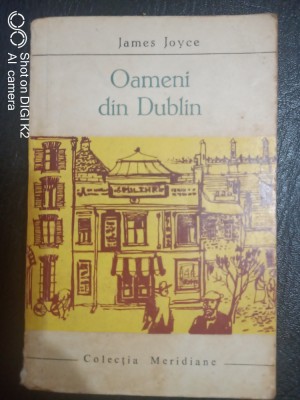 James Joyce
Oameni
din Dublin
Colecția Meridiane
Shot on DIGI K2
AI camera